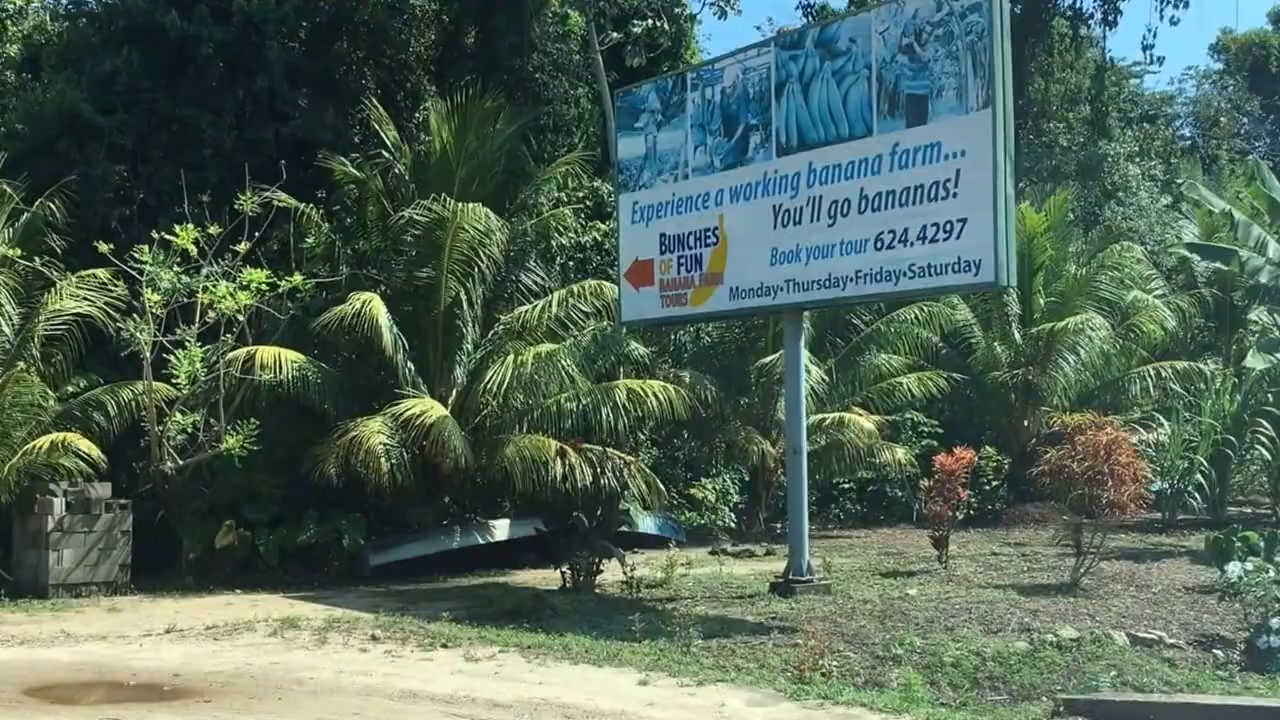 Experience a working banana farm...
You'll go bananas!
BUNCHES
OF FUN
BANANA FARM
TOURS
Book your tour 624.4297
Monday•Thursday•Friday•Saturday